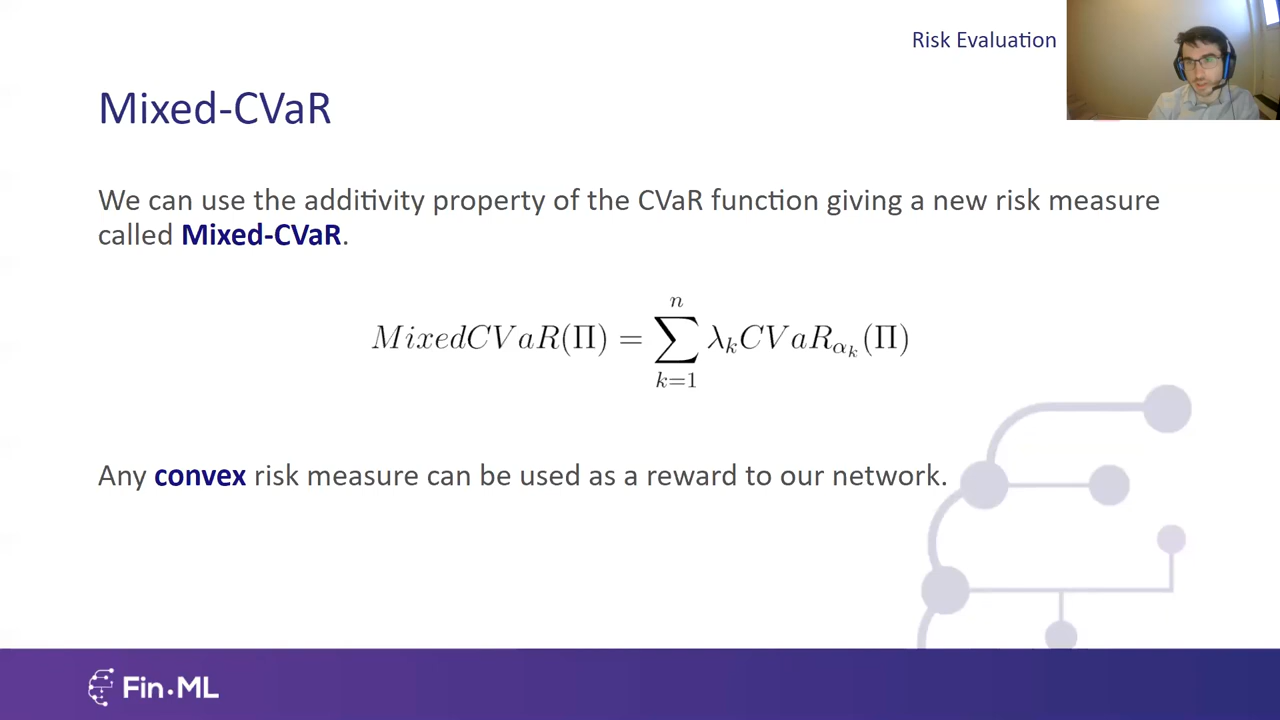 Risk Evaluation
Mixed-CVaR
We can use the additivity property of the CVaR function giving a new risk measure
called Mixed-CVaR.
MixedCVaR(Π) = ∑_{k=1}^{n} λ_k CVaR_{α_k}(Π)
Any convex risk measure can be used as a reward to our network.
Fin·ML